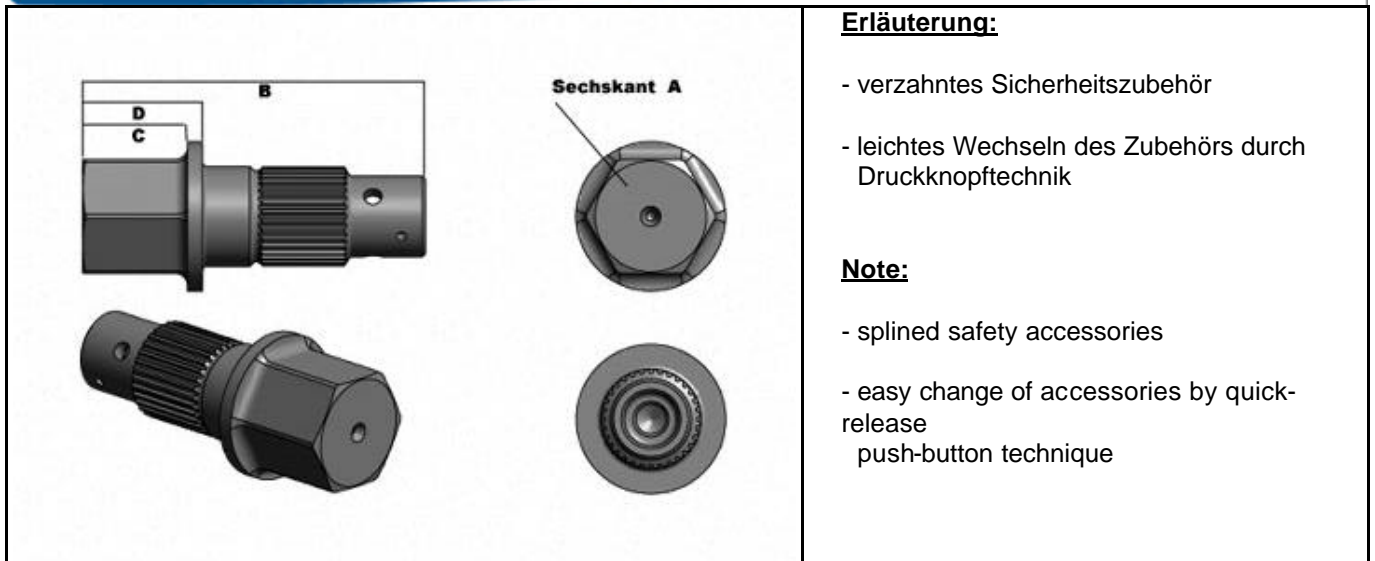 B
D
C
Sechskant A
Erläuterung:
- verzahntes Sicherheitszubehör
- leichtes Wechseln des Zubehörs durch
Druckknopftechnik
Note:
- splined safety accessories
- easy change of accessories by quick-
release
push-button technique